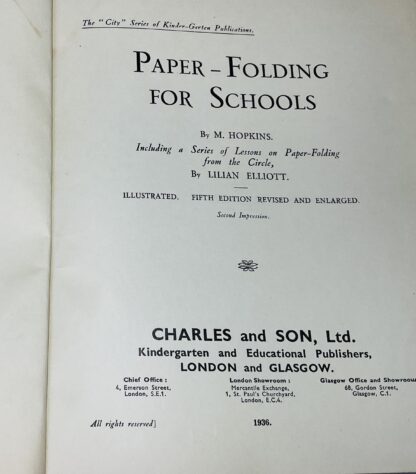 The "City" Series of Kinder-Garten Publications.
PAPER – FOLDING
FOR SCHOOLS
By M. HOPKINS.
Including a Series of Lessons on Paper-Folding
from the Circle,
By LILIAN ELLIOTT.
ILLUSTRATED. FIFTH EDITION REVISED AND ENLARGED.
Second Impression.
CHARLES and SON, Ltd.
Kindergarten and Educational Publishers,
LONDON and GLASGOW.
Chief Office : London Showroom : Glasgow Office and Showroom
4, Emerson Street, Mercantile Exchange, 68, Gordon Street,
London, S.E.1. 1, St. Paul's Churchyard, Glasgow, C.1.
London, E.C.4.
All rights reserved] 1936.